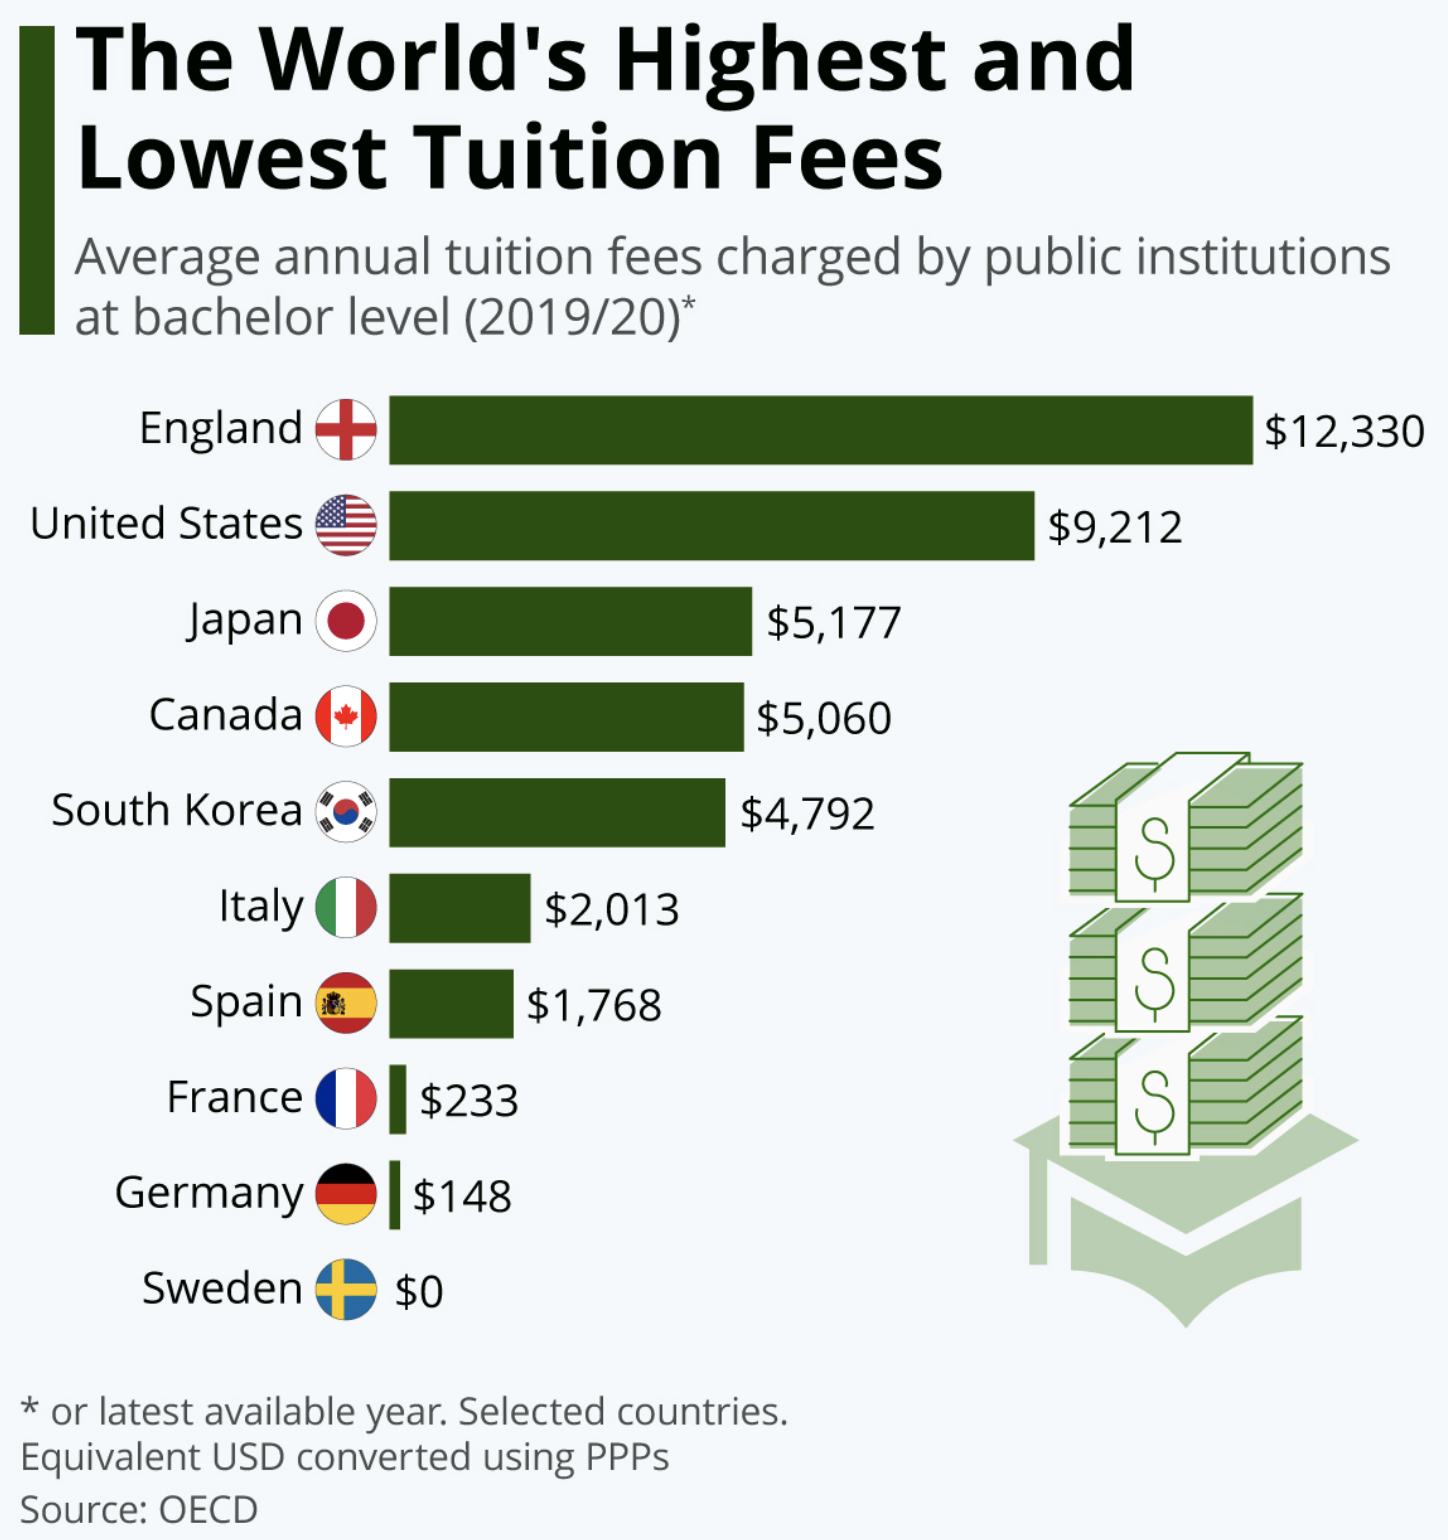 The World's Highest and
Lowest Tuition Fees
Average annual tuition fees charged by public institutions
at bachelor level (2019/20)*
England $12,330
United States $9,212
Japan $5,177
Canada $5,060
South Korea $4,792
Italy $2,013
Spain $1,768
France $233
Germany $148
Sweden $0
$
$
$
* or latest available year. Selected countries.
Equivalent USD converted using PPPs
Source: OECD